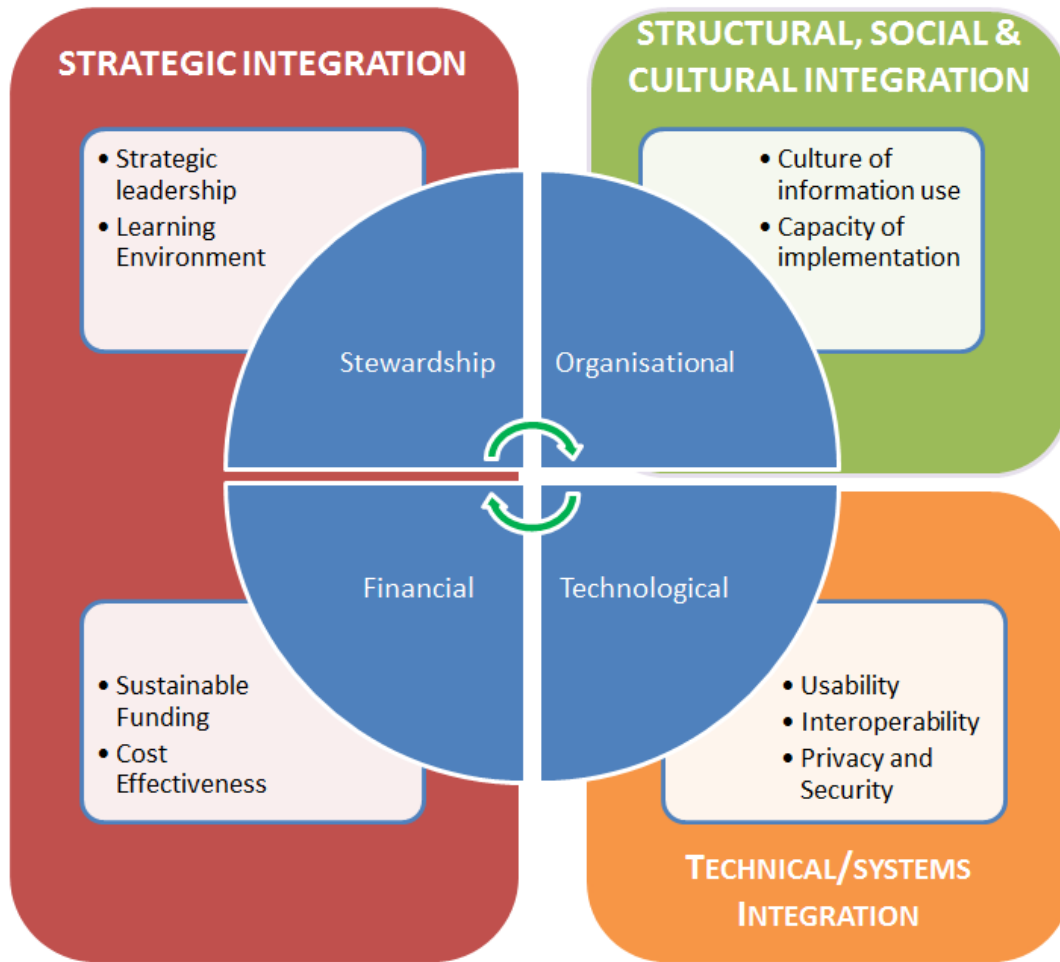 STRATEGIC INTEGRATION
• Strategic
leadership
• Learning
Environment
STRUCTURAL, SOCIAL &
CULTURAL INTEGRATION
• Culture of
information use
• Capacity of
implementation
Stewardship
Organisational
Financial
Technological
• Sustainable
Funding
• Cost
Effectiveness
• Usability
• Interoperability
• Privacy and
Security
TECHNICAL/SYSTEMS
INTEGRATION